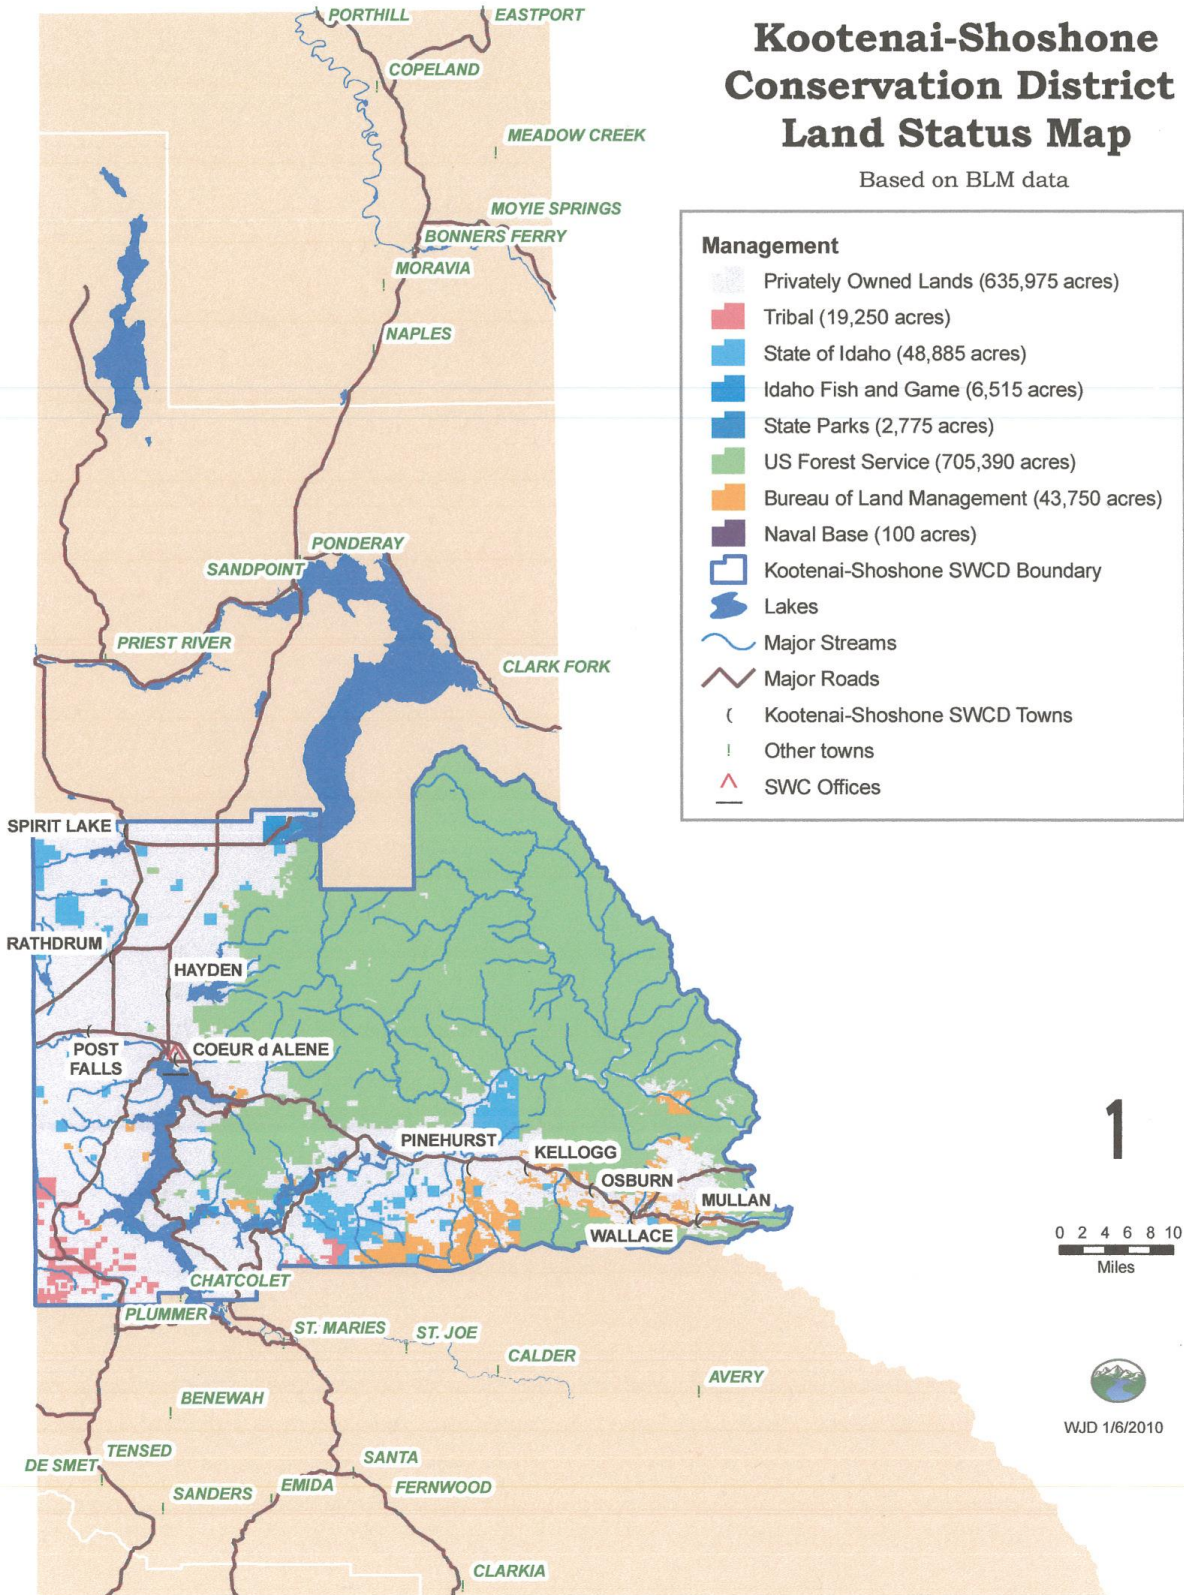 PORTHILL
EASTPORT
Kootenai-Shoshone
Conservation District
Land Status Map
Based on BLM data
COPELAND
MEADOW CREEK
MOYIE SPRINGS
BONNERS FERRY
MORAVIA
NAPLES
Management
Privately Owned Lands (635,975 acres)
Tribal (19,250 acres)
State of Idaho (48,885 acres)
Idaho Fish and Game (6,515 acres)
State Parks (2,775 acres)
US Forest Service (705,390 acres)
Bureau of Land Management (43,750 acres)
Naval Base (100 acres)
Kootenai-Shoshone SWCD Boundary
Lakes
Major Streams
Major Roads
Kootenai-Shoshone SWCD Towns
Other towns
SWC Offices
PONDERAY
SANDPOINT
PRIEST RIVER
CLARK FORK
SPIRIT LAKE
RATHDRUM
HAYDEN
POST
FALLS
COEUR d ALENE
PINEHURST
KELLOGG
OSBURN
MULLAN
WALLACE
1
0 2 4 6 8 10
Miles
CHATCOLET
PLUMMER
ST. MARIES
ST. JOE
CALDER
AVERY
BENEWAH
WJD 1/6/2010
TENSED
DE SMET
SANTA
SANDERS
EMIDA
FERNWOOD
CLARKIA